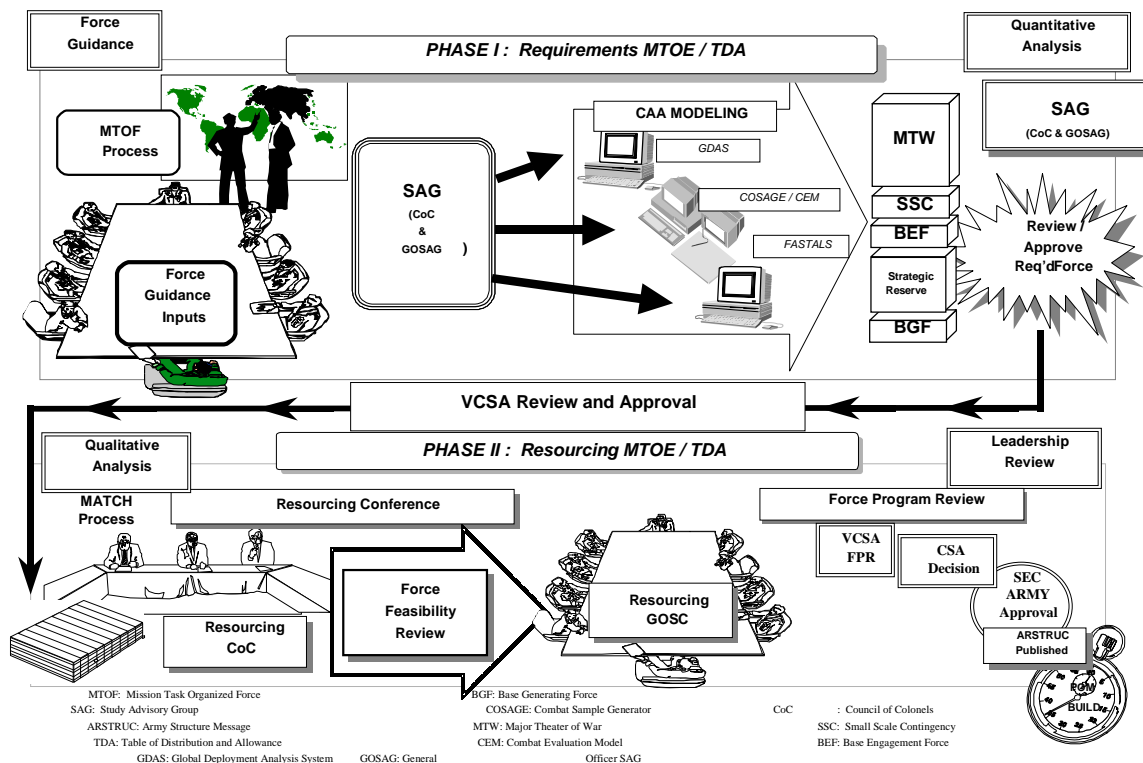 Force
Guidance
PHASE I : Requirements MTOE / TDA
Quantitative
Analysis
MTOF
Process
Force
Guidance
Inputs
SAG
(CoC
&
GOSAG )
CAA MODELING
GDAS
COSAGE / CEM
FASTALS
MTW
SSC
BEF
Strategic
Reserve
BGF
SAG
(CoC & GOSAG)
Review /
Approve
Req'dForce
VCSA Review and Approval
Qualitative
Analysis
PHASE II : Resourcing MTOE / TDA
Leadership
Review
MATCH
Process
Resourcing Conference
Resourcing
CoC
Force
Feasibility
Review
Resourcing
GOSC
Force Program Review
VCSA
FPR
CSA
Decision
SEC
ARMY
Approval
ARSTRUC
Published
POM
BUILD
MTOF: Mission Task Organized Force BGF: Base Generating Force
SAG: Study Advisory Group COSAGE: Combat Sample Generator CoC : Council of Colonels
ARSTRUC: Army Structure Message MTW: Major Theater of War SSC: Small Scale Contingency
TDA: Table of Distribution and Allowance CEM: Combat Evaluation Model BEF: Base Engagement Force
GDAS: Global Deployment Analysis System GOSAG: General Officer SAG